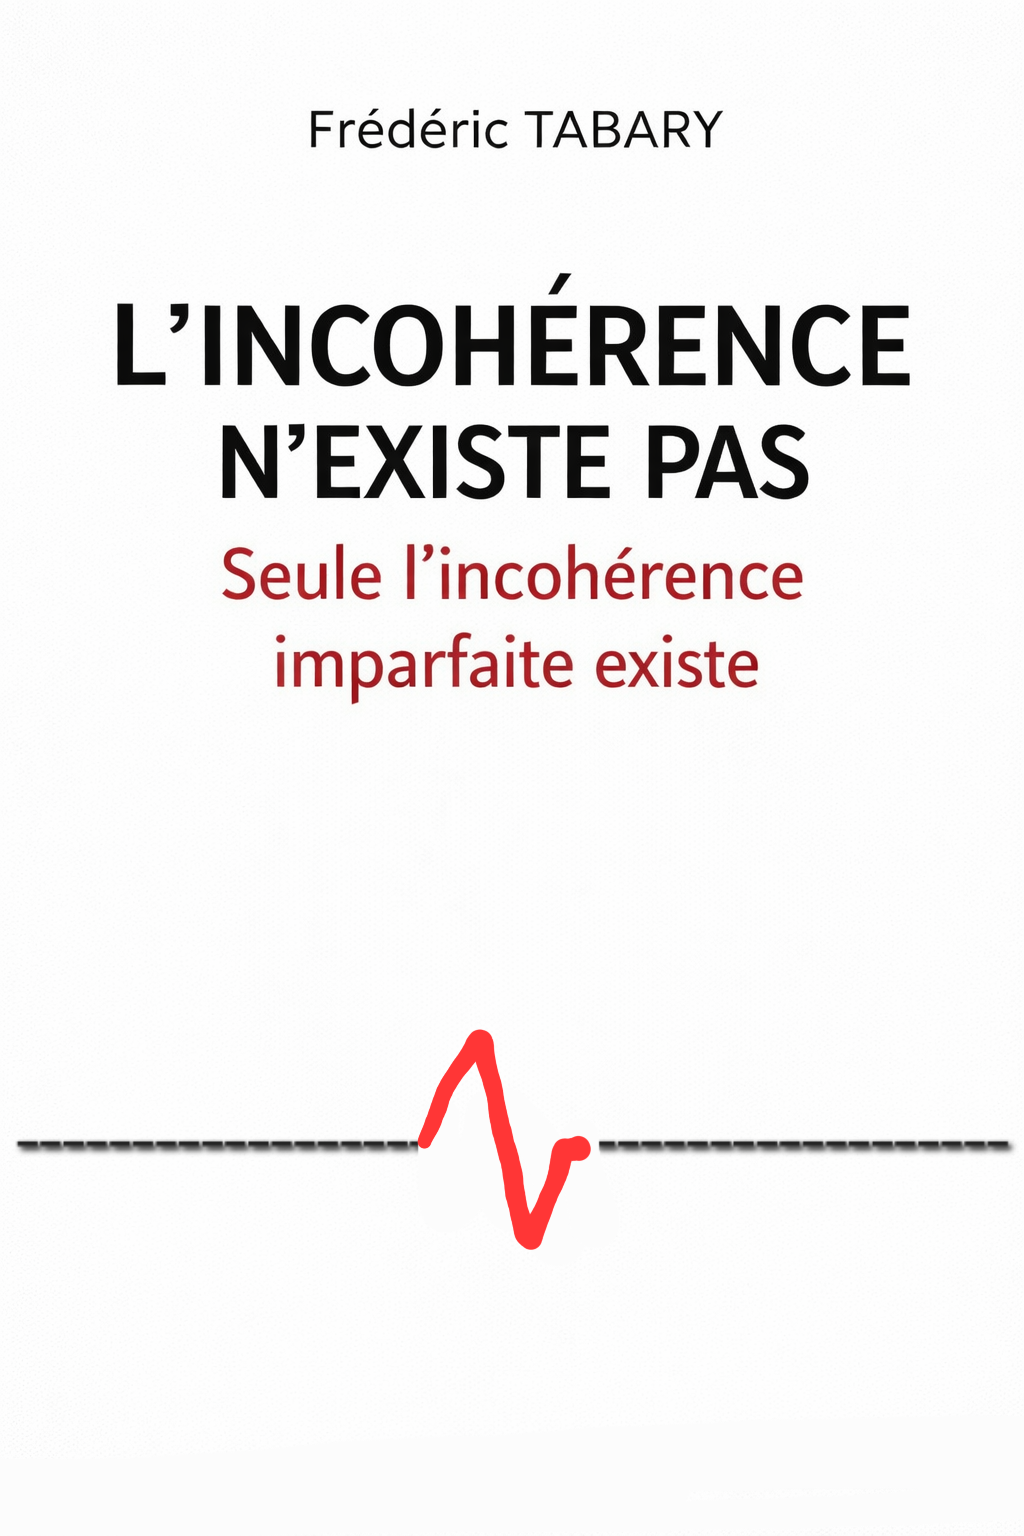 Frédéric TABARY
L’INCOHÉRENCE
N’EXISTE PAS
Seule l’incohérence
imparfaite existe